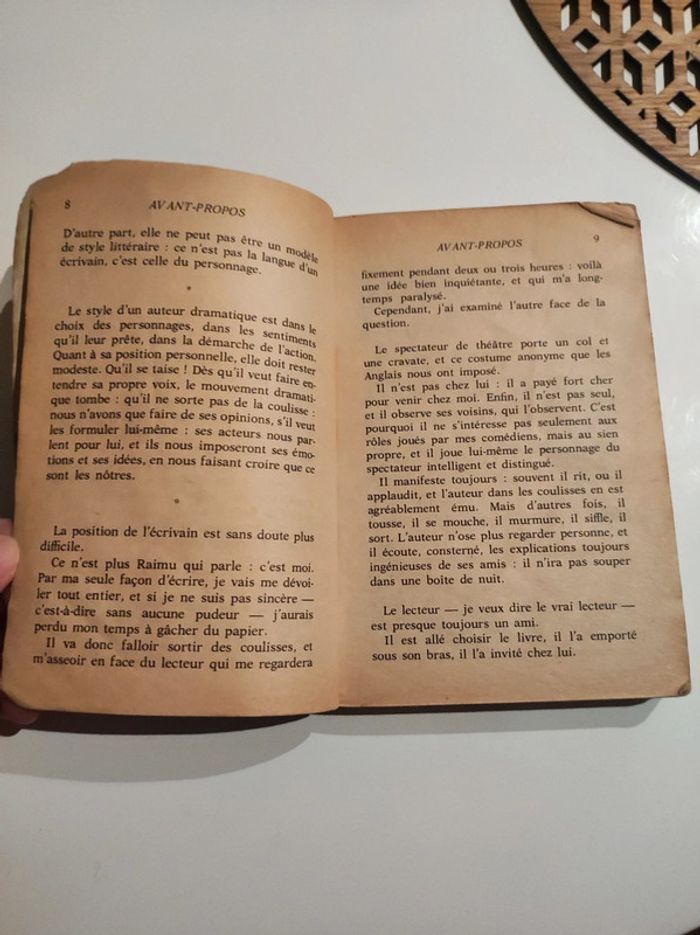 8
AVANT-PROPOS
D'autre part, elle ne peut pas être un modèle
de style littéraire : ce n'est pas la langue d'un
écrivain, c'est celle du personnage.
*
Le style d'un auteur dramatique est dans le
choix des personnages, dans les sentiments
qu'il leur prête, dans la démarche de l'action.
Quant à sa position personnelle, elle doit rester
modeste. Qu'il se taise ! Dès qu'il veut faire en-
tendre sa propre voix, le mouvement dramati-
que tombe : qu'il ne sorte pas de la coulisse :
nous n'avons que faire de ses opinions, s'il veut
les formuler lui-même : ses acteurs nous par-
lent pour lui, et ils nous imposeront ses émo-
tions et ses idées, en nous faisant croire que ce
sont les nôtres.
*
La position de l'écrivain est sans doute plus
difficile.
Ce n'est plus Raimu qui parle : c'est moi.
Par ma seule façon d'écrire, je vais me dévoi-
ler tout entier, et si je ne suis pas sincère —
c'est-à-dire sans aucune pudeur — j'aurais
perdu mon temps à gâcher du papier.
Il va donc falloir sortir des coulisses, et
m'asseoir en face du lecteur qui me regardera
AVANT-PROPOS
9
fixement pendant deux ou trois heures : voilà
une idée bien inquiétante, et qui m'a long-
temps paralysé.
Cependant, j'ai examiné l'autre face de la
question.
Le spectateur de théâtre porte un col et
une cravate, et ce costume anonyme que les
Anglais nous ont imposé.
Il n'est pas chez lui : il a payé fort cher
pour venir chez moi. Enfin, il n'est pas seul,
et il observe ses voisins, qui l'observent. C'est
pourquoi il ne s'intéresse pas seulement aux
rôles joués par mes comédiens, mais au sien
propre, et il joue lui-même le personnage du
spectateur intelligent et distingué.
Il manifeste toujours : souvent il rit, ou il
applaudit, et l'auteur dans les coulisses en est
agréablement ému. Mais d'autres fois, il
tousse, il se mouche, il murmure, il siffle, il
sort. L'auteur n'ose plus regarder personne, et
il écoute, consterné, les explications toujours
ingénieuses de ses amis : il n'ira pas souper
dans une boîte de nuit.
Le lecteur — je veux dire le vrai lecteur —
est presque toujours un ami.
Il est allé choisir le livre, il l'a emporté
sous son bras, il l'a invité chez lui.